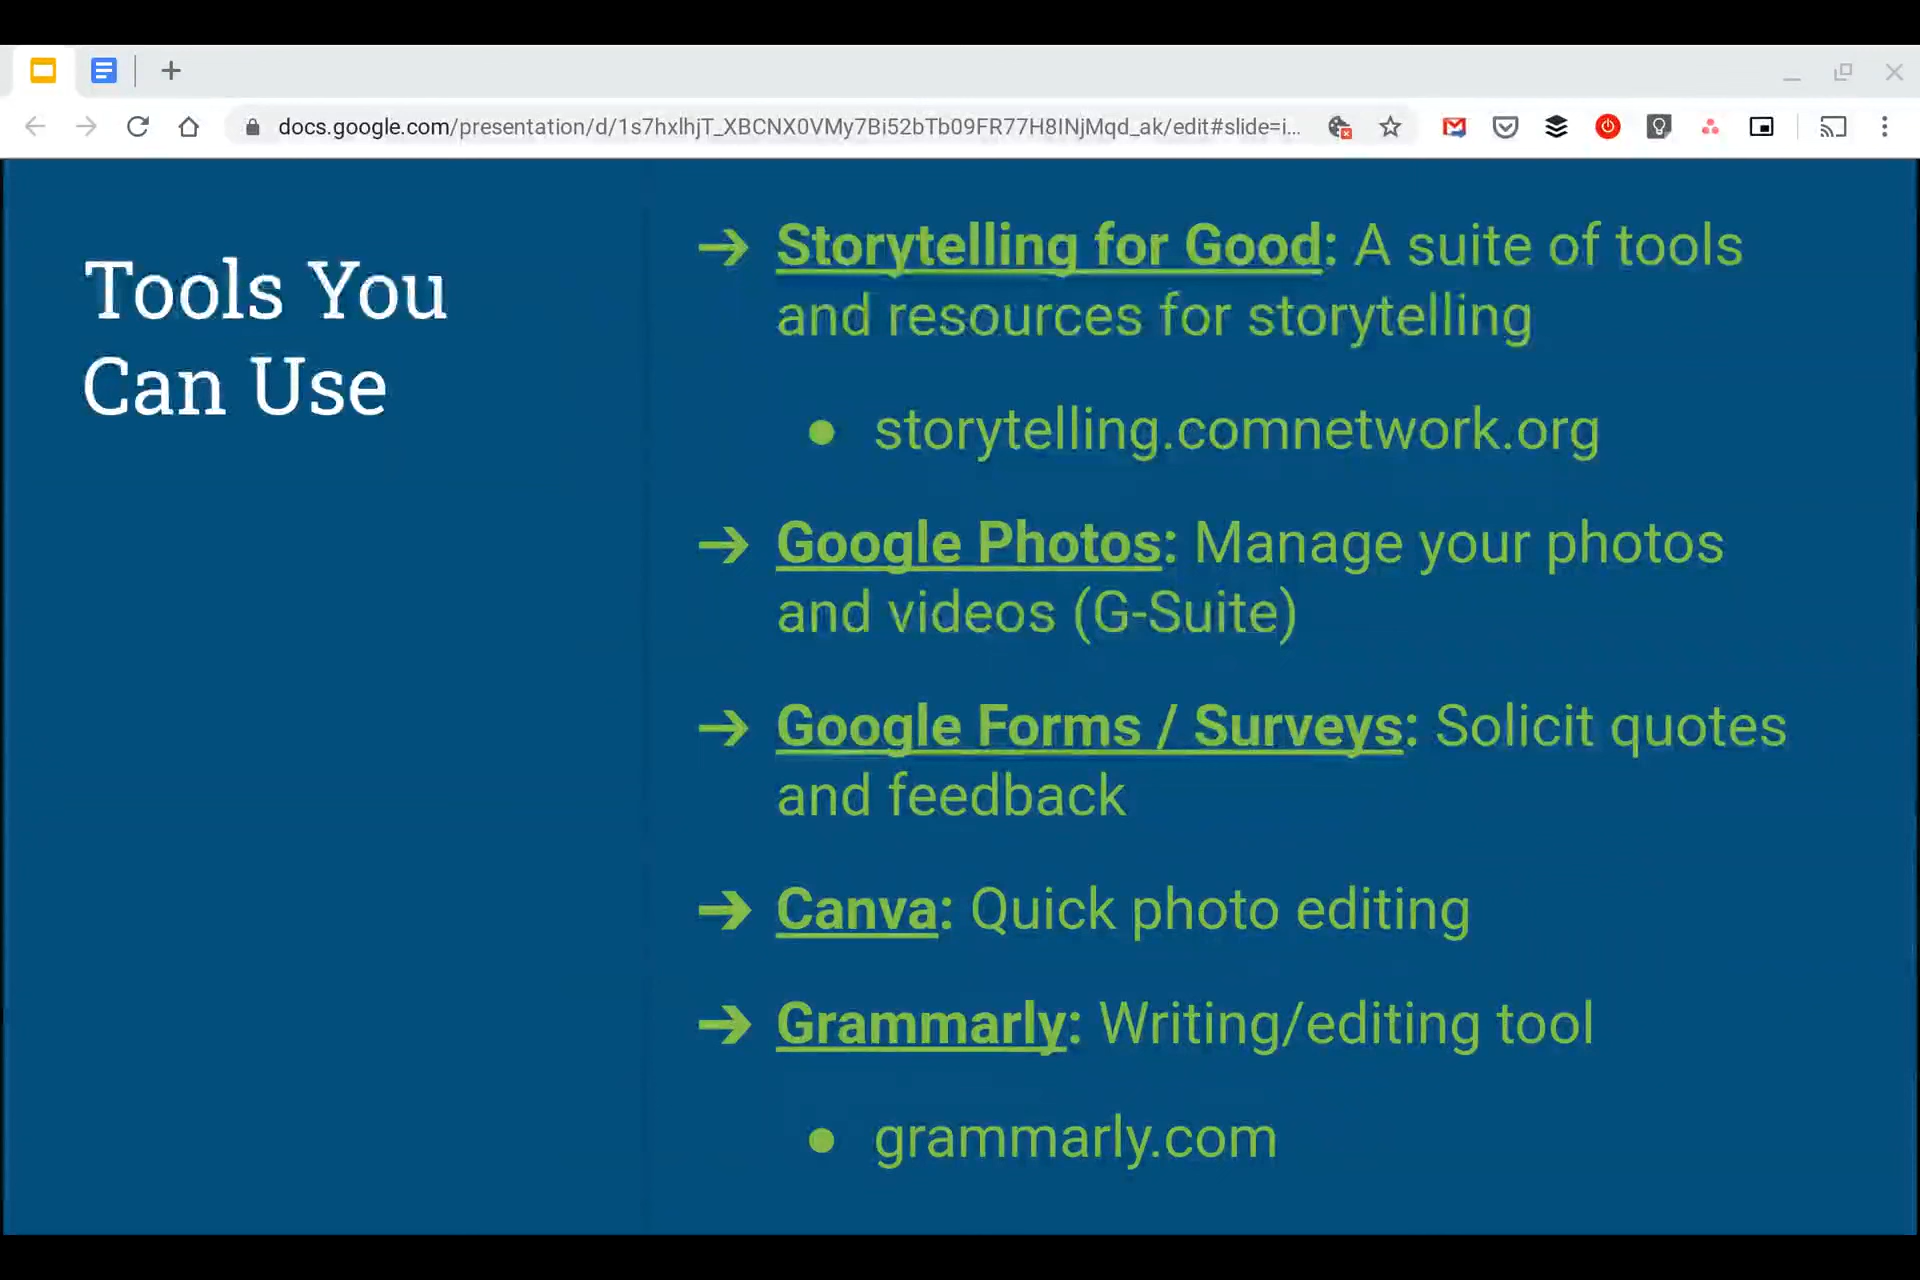 docs.google.com/presentation/d/1s7hxlhjT_XBCNX0VMy7Bi52bTb09FR77H8INjMqd_ak/edit#slide=i...
Tools You
Can Use
➔ Storytelling for Good: A suite of tools
and resources for storytelling
● storytelling.comnetwork.org
➔ Google Photos: Manage your photos
and videos (G-Suite)
➔ Google Forms / Surveys: Solicit quotes
and feedback
➔ Canva: Quick photo editing
➔ Grammarly: Writing/editing tool
● grammarly.com